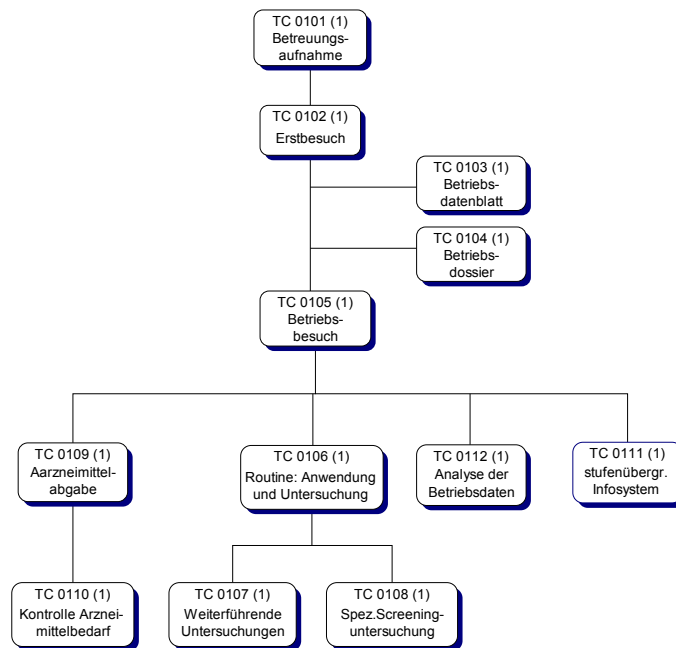 TC 0101 (1)
Betreuungs-
aufnahme
TC 0102 (1)
Erstbesuch
TC 0103 (1)
Betriebs-
datenblatt
TC 0104 (1)
Betriebs-
dossier
TC 0105 (1)
Betriebs-
besuch
TC 0109 (1)
Aarzneimittel-
abgabe
TC 0106 (1)
Routine: Anwendung
und Untersuchung
TC 0112 (1)
Analyse der
Betriebsdaten
TC 0111 (1)
stufenübergr.
Infosystem
TC 0110 (1)
Kontrolle Arznei-
mittelbedarf
TC 0107 (1)
Weiterführende
Untersuchungen
TC 0108 (1)
Spez.Screening-
untersuchung